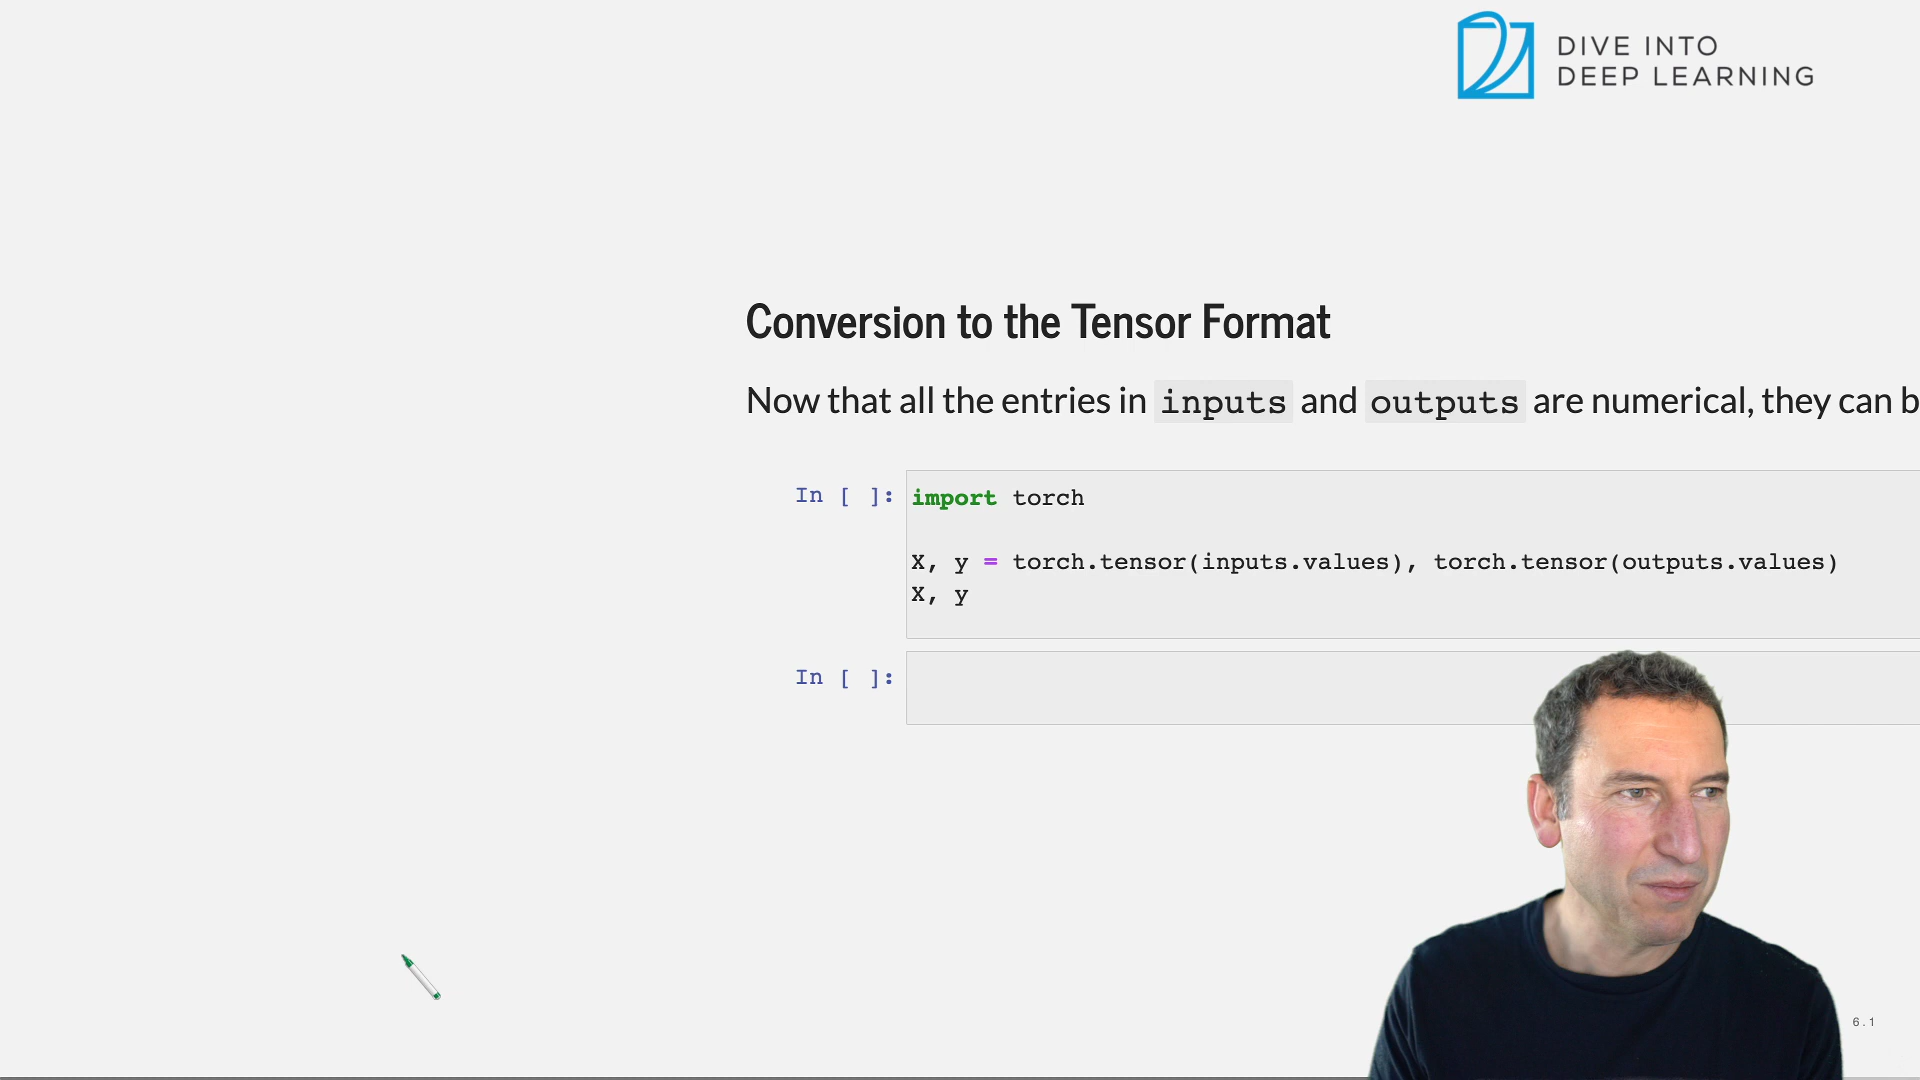 DIVE INTO
DEEP LEARNING
Conversion to the Tensor Format
Now that all the entries in inputs and outputs are numerical, they can b
In [ ]: import torch
X, y = torch.tensor(inputs.values), torch.tensor(outputs.values)
X, y
In [ ]:
6.1